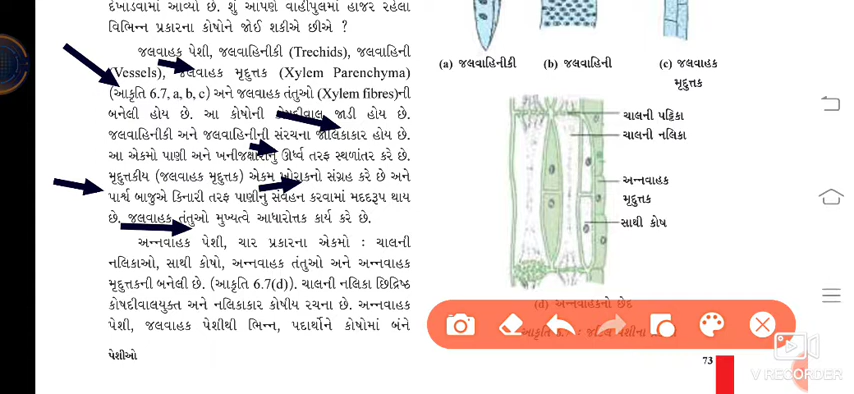 દેખાડવામાં આવ્યો છે. શું આપણે વાહીપુલમાં હાજર રહેલા
વિભિન્ન પ્રકારના કોષોને જોઈ શકીએ છીએ ?
જલવાહક પેશી, જલવાહિનીકી (Trechids), જલવાહિની
(Vessels), જલવાહક મૃદુત્તક (Xylem Parenchyma)
(આકૃતિ 6.7, a, b, c) અને જલવાહક તંતુઓ (Xylem fibres)ની
બનેલી હોય છે. આ કોષોની કોષદીવાલ જાડી હોય છે.
જલવાહિનીકી અને જલવાહિનીની સંરચના નલિકાકાર હોય છે.
આ એકમો પાણી અને ખનીજક્ષારોનું ઊર્ધ્વ તરફ સ્થળાંતર કરે છે.
મૃદુત્તકીય (જલવાહક મૃદુત્તક) એકમ ખોરાકનો સંગ્રહ કરે છે અને
પાર્શ્વ બાજુએ કિનારી તરફ પાણીનું સંવહન કરવામાં મદદરૂપ થાય
છે. જલવાહક તંતુઓ મુખ્યત્વે આધારોત્તક કાર્ય કરે છે.
અન્નવાહક પેશી, ચાર પ્રકારના એકમો : ચાલની
નલિકાઓ, સાથી કોષો, અન્નવાહક તંતુઓ અને અન્નવાહક
મૃદુત્તકની બનેલી છે. (આકૃતિ 6.7(d)). ચાલની નલિકા છિદ્રિષ્ઠ
કોષદીવાલયુક્ત અને નલિકાકાર કોષીય રચના છે. અન્નવાહક
પેશી, જલવાહક પેશીથી ભિન્ન, પદાર્થોને કોષોમાં બંને
પેશીઓ
(a) જલવાહિનીકી
(b) જલવાહિની
(c) જલવાહક
મૃદુત્તક
ચાલની પટ્ટિકા
ચાલની નલિકા
અન્નવાહક
મૃદુત્તક
સાથી કોષ
(d) અન્નવાહકનો છેદ
આકૃતિ 6.7 : જટિલ પેશીના
73
V RECORDER